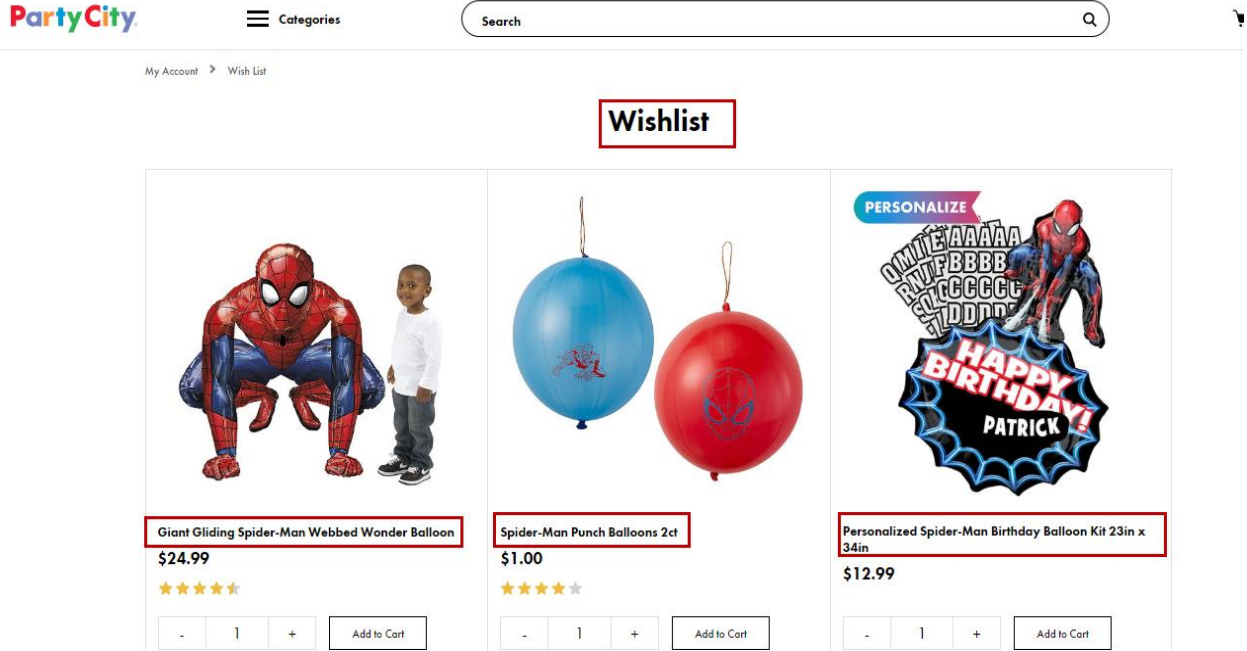 PartyCity
Categories
Search
My Account > Wish List
Wishlist
PERSONALIZE
HAPPY
BIRTHDAY!
PATRICK
Giant Gliding Spider-Man Webbed Wonder Balloon
$24.99
- 1 + Add to Cart
Spider-Man Punch Balloons 2ct
$1.00
- 1 + Add to Cart
Personalized Spider-Man Birthday Balloon Kit 23in x
34in
$12.99
- 1 + Add to Cart